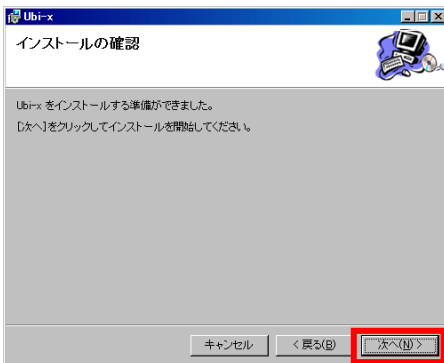 Ubi-x
インストールの確認
Ubi-x をインストールする準備ができました。
[次へ]をクリックしてインストールを開始してください。
キャンセル
< 戻る(B)
次へ(N) >